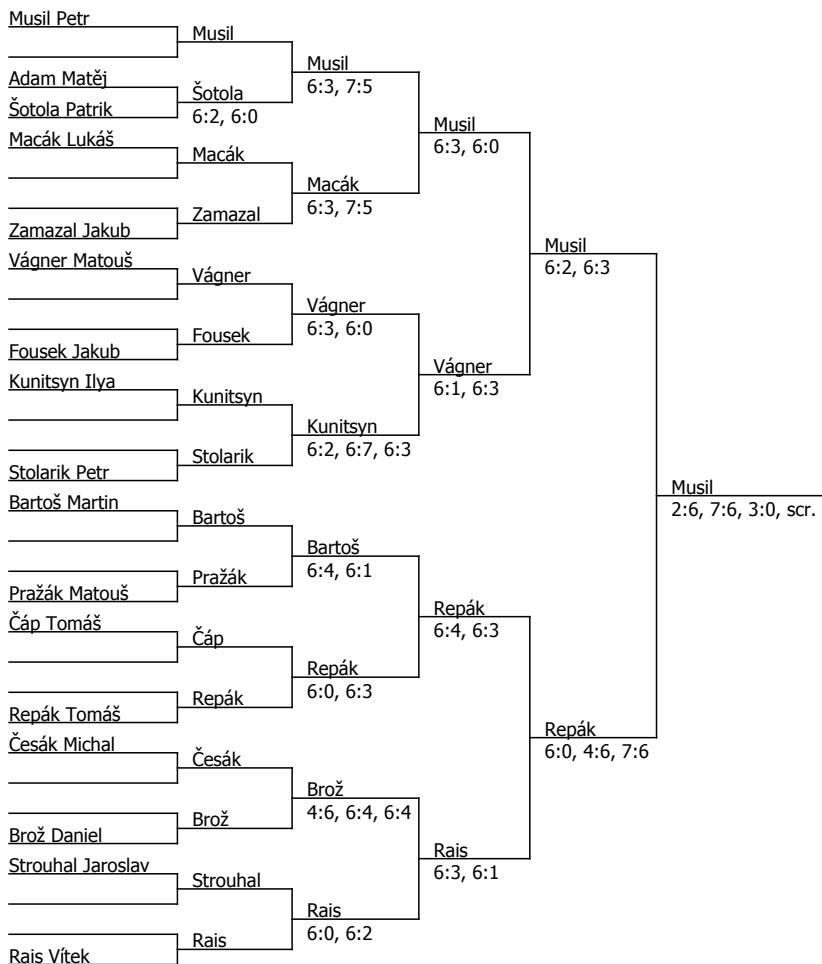 Musil Petr
Musil
Musil
6:3, 7:5
Adam Matěj
Šotola
6:2, 6:0
Šotola Patrik
Musil
6:3, 6:0
Macák Lukáš
Macák
Macák
6:3, 7:5
Zamazal
Zamazal Jakub
Musil
6:2, 6:3
Vágner Matouš
Vágner
Vágner
6:3, 6:0
Fousek
Fousek Jakub
Vágner
6:1, 6:3
Kunitsyn Ilya
Kunitsyn
Kunitsyn
6:2, 6:7, 6:3
Stolarik
Stolarik Petr
Musil
2:6, 7:6, 3:0, scr.
Bartoš Martin
Bartoš
Bartoš
6:4, 6:1
Pražák
Pražák Matouš
Repák
6:4, 6:3
Čáp Tomáš
Čáp
Repák
6:0, 6:3
Repák
Repák Tomáš
Repák
6:0, 4:6, 7:6
Česák Michal
Česák
Brož
4:6, 6:4, 6:4
Brož
Brož Daniel
Rais
6:3, 6:1
Strouhal Jaroslav
Strouhal
Rais
6:0, 6:2
Rais
Rais Vítek